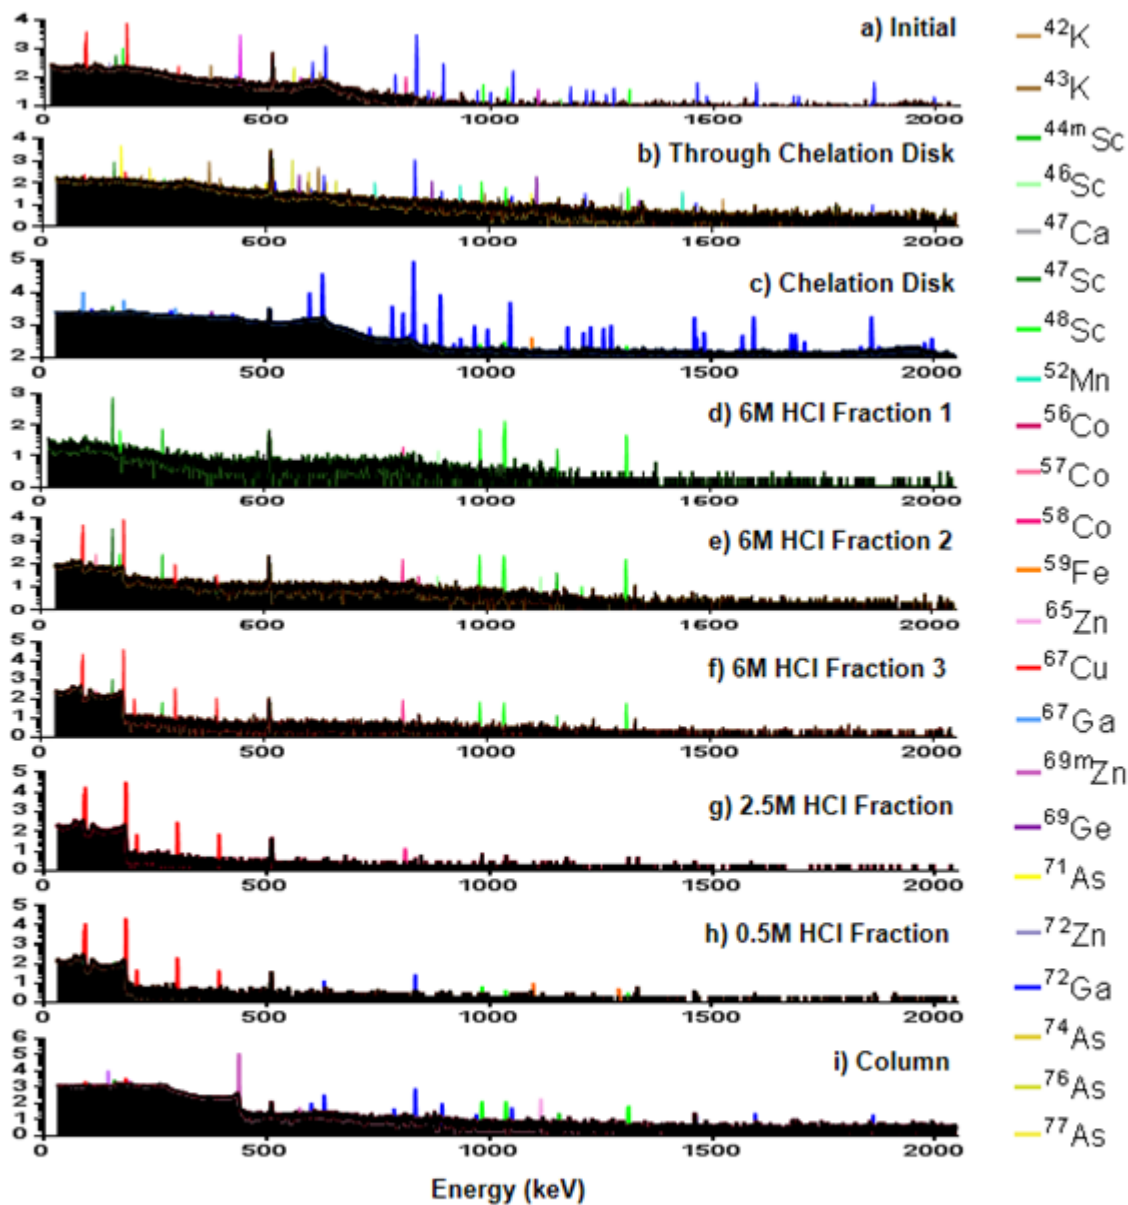 a) Initial
4
3
2
1
0 600 1000 1600 2000
b) Through Chelation Disk
4
3
2
1
0
0 600 1000 1600 2000
c) Chelation Disk
5
4
3
2
0 500 1000 1500 2000
d) 6M HCl Fraction 1
3
2
1
0
0 600 1000 1500 2000
e) 6M HCl Fraction 2
4
3
2
1
0
0 600 1000 1600 2000
f) 6M HCl Fraction 3
5
4
3
2
1
0
0 500 1000 1500 2000
g) 2.5M HCl Fraction
5
4
3
2
1
0
0 500 1000 1500 2000
h) 0.5M HCl Fraction
5
4
3
2
1
0
0 500 1000 1500 2000
i) Column
6
5
4
3
2
1
0
0 500 1000 1500 2000
Energy (keV)
42K
43K
44mSc
46Sc
47Ca
47Sc
48Sc
52Mn
56Co
57Co
58Co
59Fe
65Zn
67Cu
67Ga
69mZn
69Ge
71As
72Zn
72Ga
74As
76As
77As